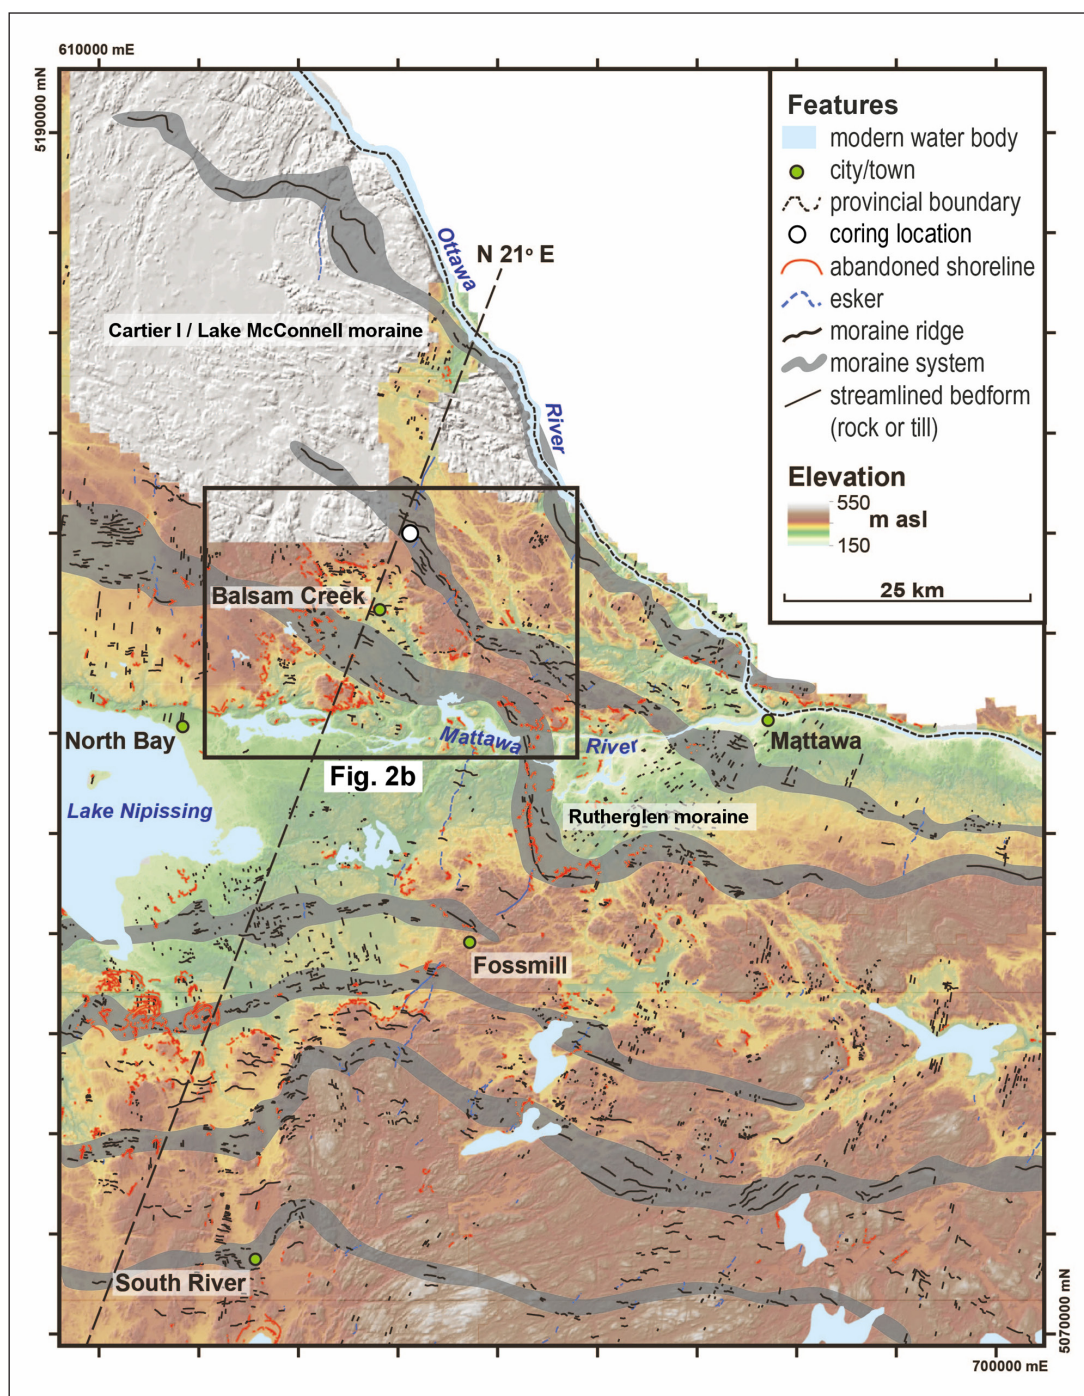 610000 mE
5190000 mN
Features
modern water body
city/town
provincial boundary
coring location
abandoned shoreline
esker
moraine ridge
moraine system
streamlined bedform
(rock or till)
Elevation
550
m asl
150
25 km
Ottawa
N 21° E
Cartier I / Lake McConnell moraine
River
Balsam Creek
North Bay
Mattawa
River
Mattawa
Fig. 2b
Lake Nipissing
Rutherglen moraine
Fossmill
South River
5070000 mN
700000 mE